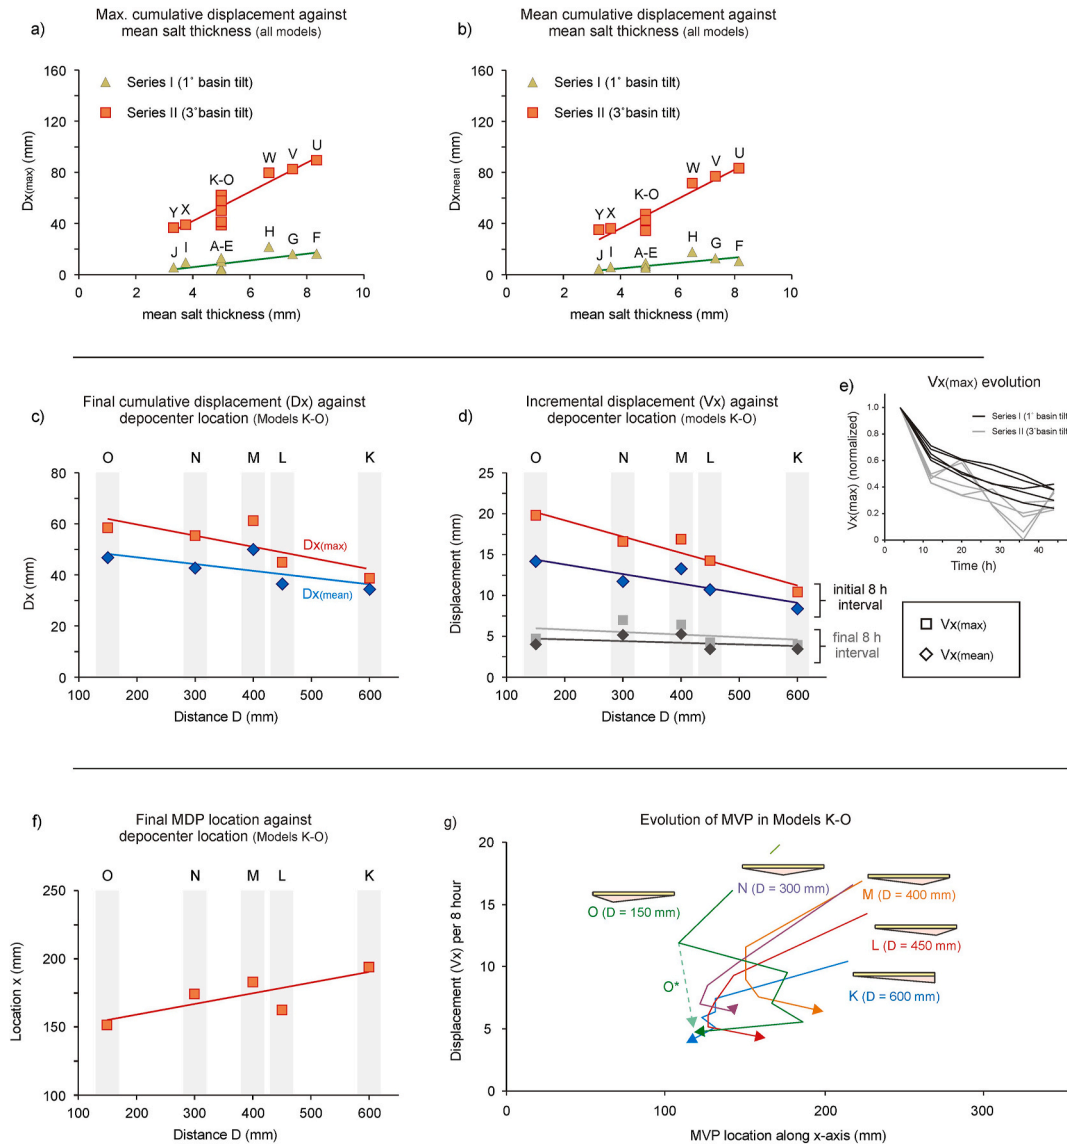 a)
Max. cumulative displacement against
mean salt thickness (all models)
Series I (1° basin tilt)
Series II (3°basin tilt)
Dx(max) (mm)
160
120
80
40
0
Y X K-O W V U
J I A-E H G F
0 2 4 6 8 10
mean salt thickness (mm)
b)
Mean cumulative displacement against
mean salt thickness (all models)
Series I (1° basin tilt)
Series II (3°basin tilt)
Dxmean (mm)
160
120
80
40
0
Y X K-O W V U
J I A-E H G F
0 2 4 6 8 10
mean salt thickness (mm)
c)
Final cumulative displacement (Dx) against
depocenter location (Models K-O)
O N M L K
Dx (mm)
80
60
40
20
0
Dx(max)
Dx(mean)
100 200 300 400 500 600
Distance D (mm)
d)
Incremental displacement (Vx) against
depocenter location (models K-O)
O N M L K
Displacement (mm)
25
20
15
10
5
0
initial 8 h
interval
final 8 h
interval
100 200 300 400 500 600
Distance D (mm)
e)
Vx(max) evolution
Series I (1° basin tilt
Series II (3°basin tilt
Vx(max) (normalized)
1.0
0.8
0.6
0.4
0.2
0
0 10 20 30 40
Time (h)
Vx(max)
Vx(mean)
f)
Final MDP location against
depocenter location (Models K-O)
O N M L K
Location x (mm)
250
200
150
100
100 200 300 400 500 600
Distance D (mm)
g)
Evolution of MVP in Models K-O
Displacement (Vx) per 8 hour
20
15
10
5
0
N (D = 300 mm)
M (D = 400 mm)
O (D = 150 mm)
L (D = 450 mm)
O*
K (D = 600 mm)
0 100 200 300
MVP location along x-axis (mm)